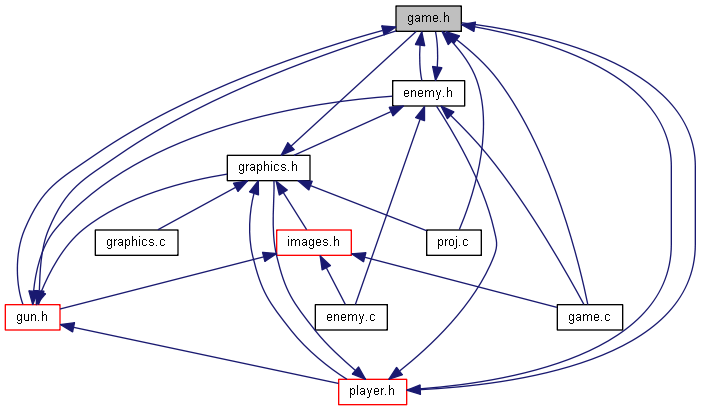 game.h
enemy.h
graphics.h
graphics.c
images.h
proj.c
gun.h
enemy.c
game.c
player.h